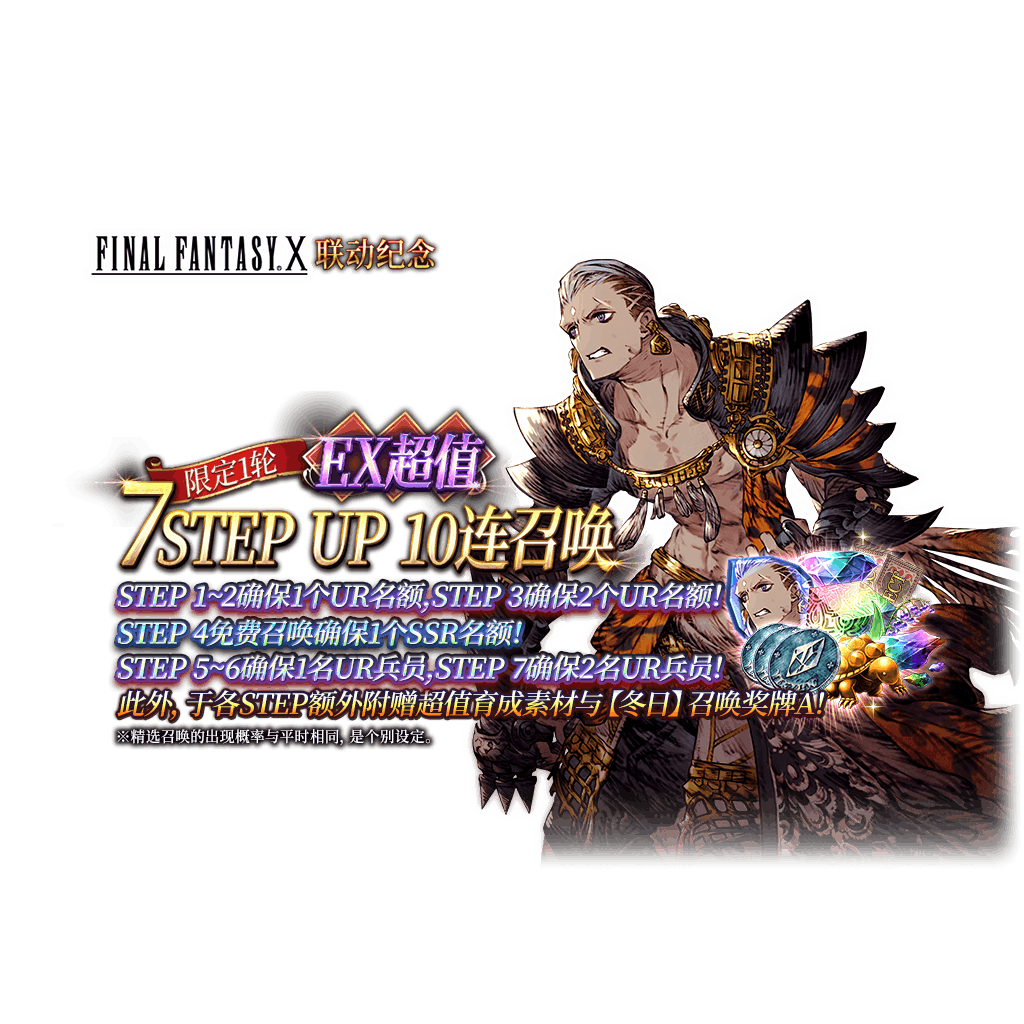 FINAL FANTASY X 联动纪念
限定1轮 EX超值
7STEP UP 10连召唤
STEP 1~2确保1个UR名额,STEP 3确保2个UR名额!
STEP 4免费召唤确保1个SSR名额!
STEP 5~6确保1名UR兵员,STEP 7确保2名UR兵员!
此外, 于各STEP额外附赠超值育成素材与【冬日】召唤奖牌A!
※精选召唤的出现概率与平时相同, 是个别设定。